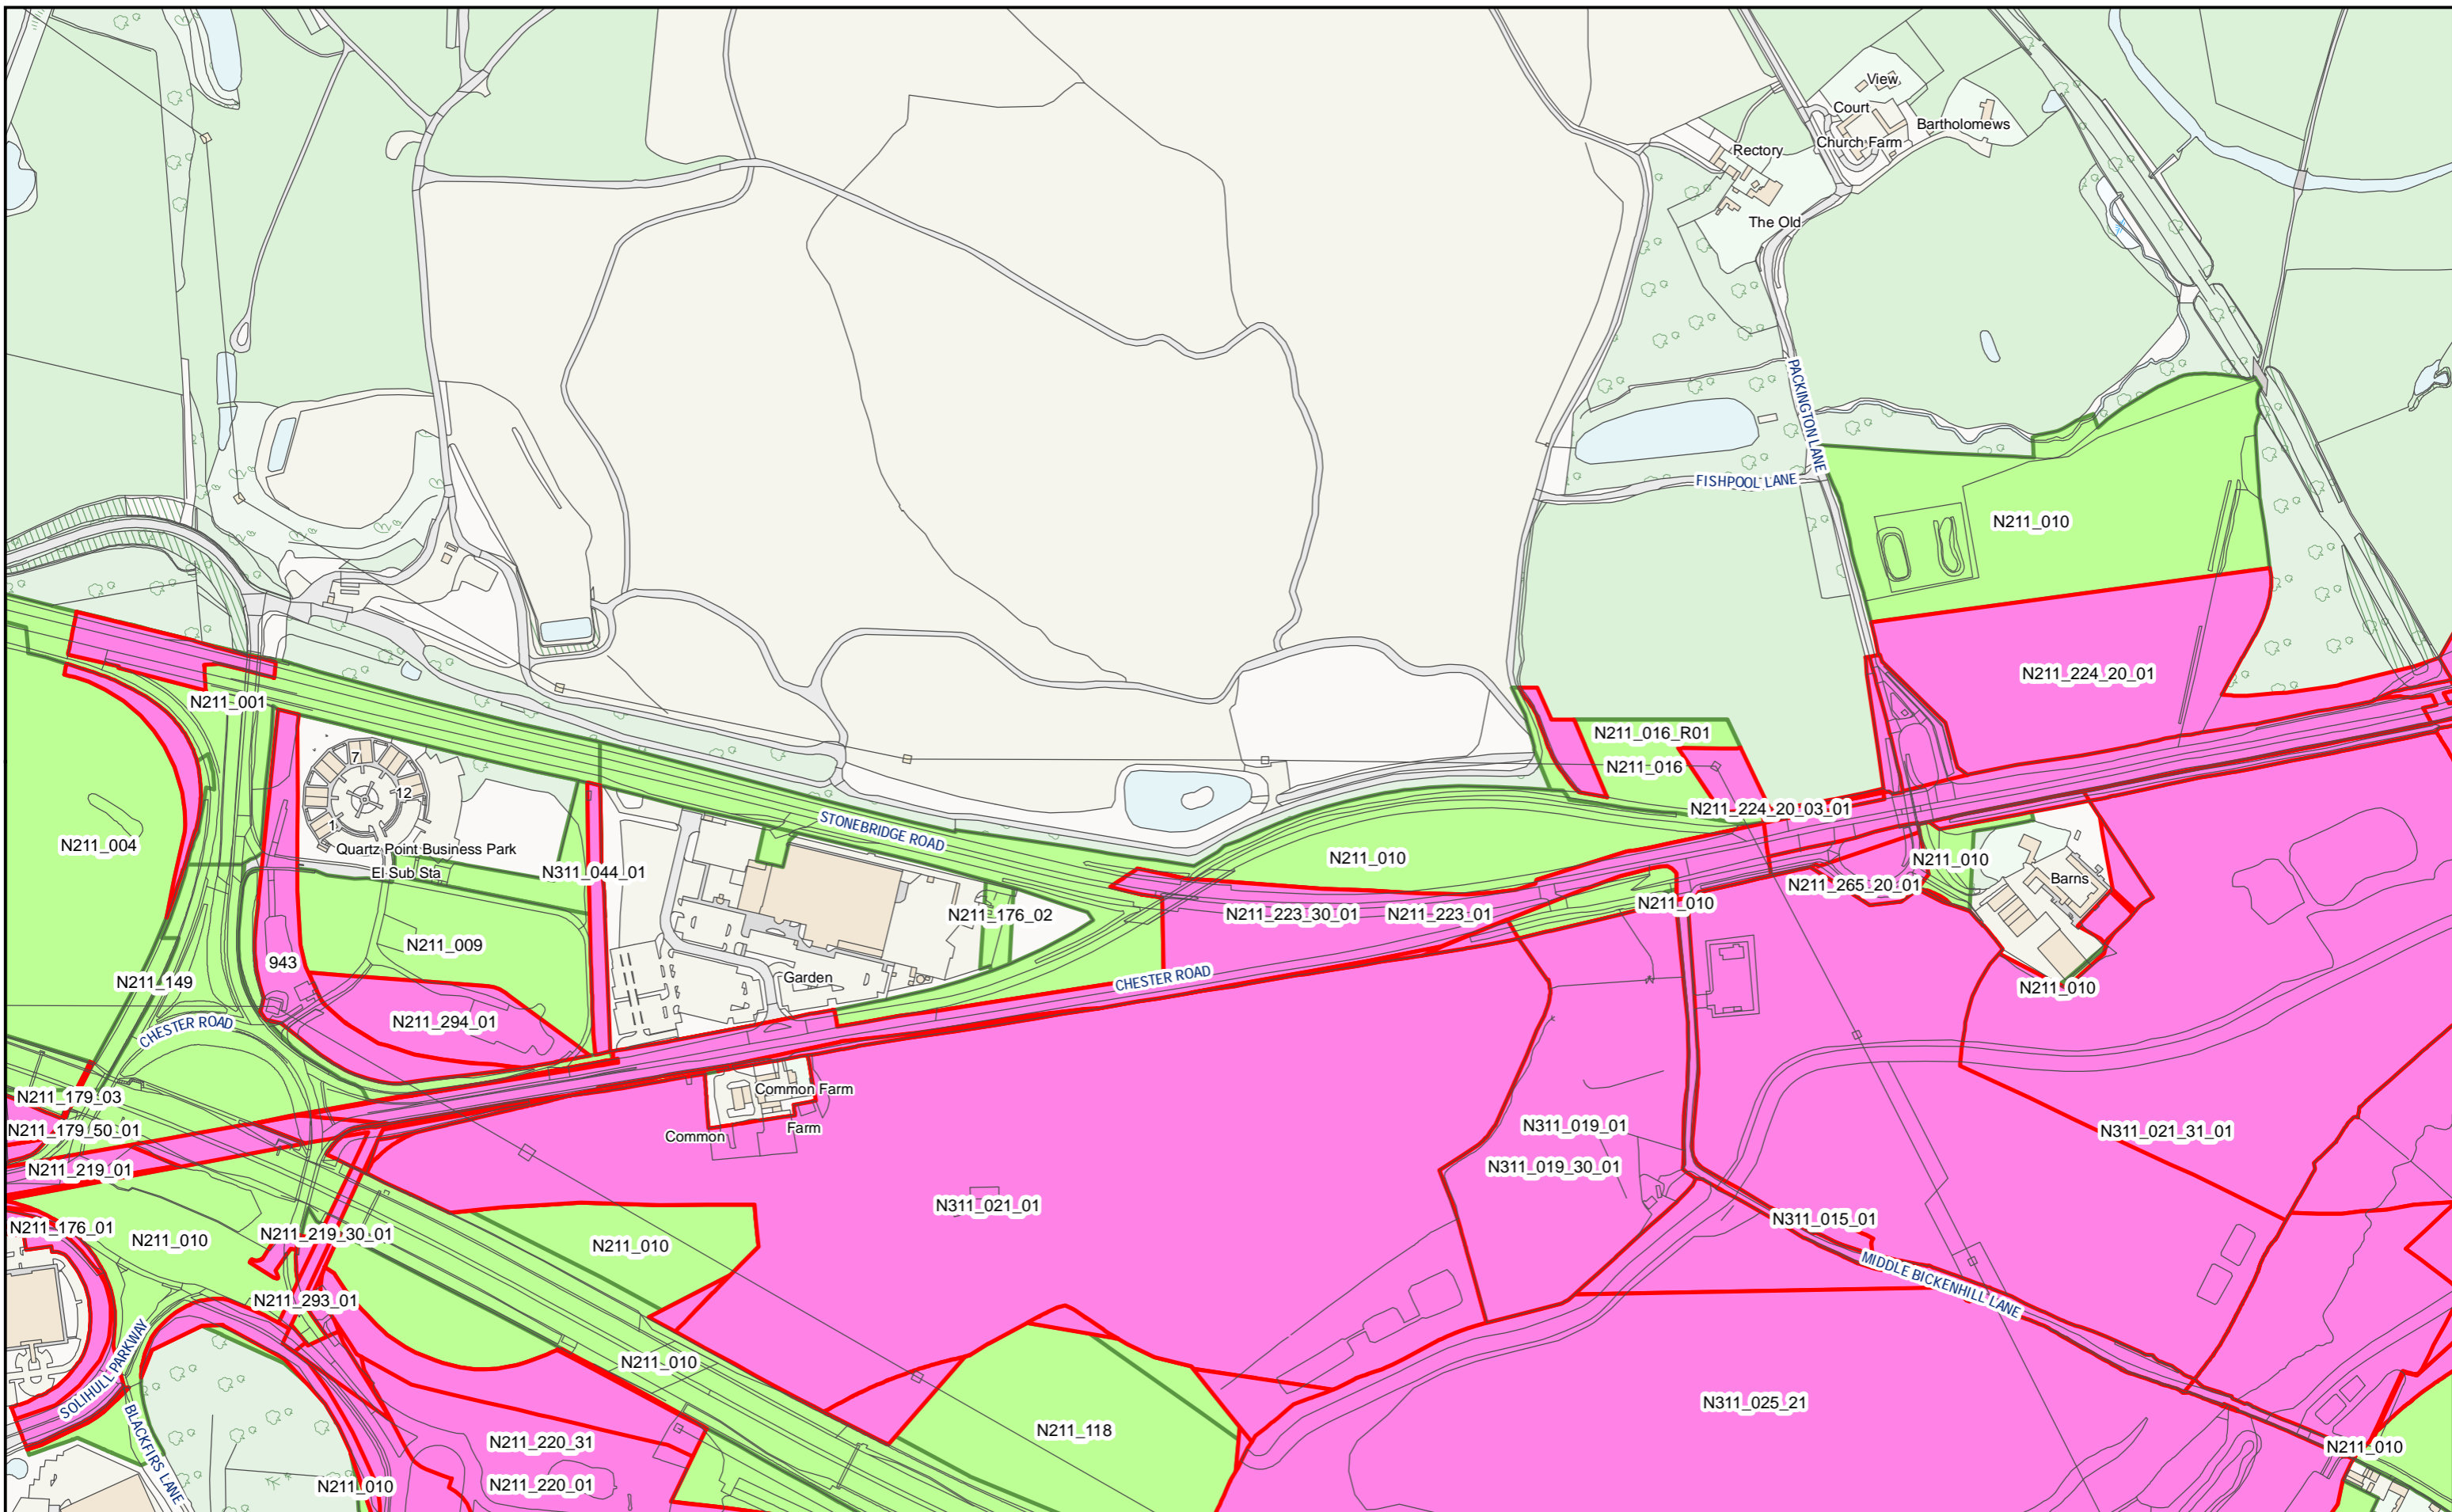 View
Court
Bartholomews
Church Farm
Rectory
The Old
PACKINGTON LANE
FISHPOOL LANE
N211_010
N211_224_20_01
N211_001
N211_016_R01
N211_016
7
12
1
N211_224_20_03_01
STONEBRIDGE ROAD
N211_004
Quartz Point Business Park
El Sub Sta
N311_044_01
N211_010
N211_010
Barns
N211_265_20_01
N211_010
N211_176_02
N211_223_30_01
N211_223_01
N211_009
943
N211_149
Garden
CHESTER ROAD
N211_010
N211_294_01
CHESTER ROAD
Common Farm
N211_179_03
N211_179_50_01
Common
Farm
N311_019_01
N311_021_31_01
N211_219_01
N311_019_30_01
N311_021_01
N211_176_01
N211_010
N211_219_30_01
N211_010
N311_015_01
MIDDLE BICKENHILL LANE
N211_293_01
SOLIHULL PARKWAY
N211_010
N311_025_21
BLACKFIRS LANE
N211_118
N211_220_31
N211_010
N211_010
N211_220_01